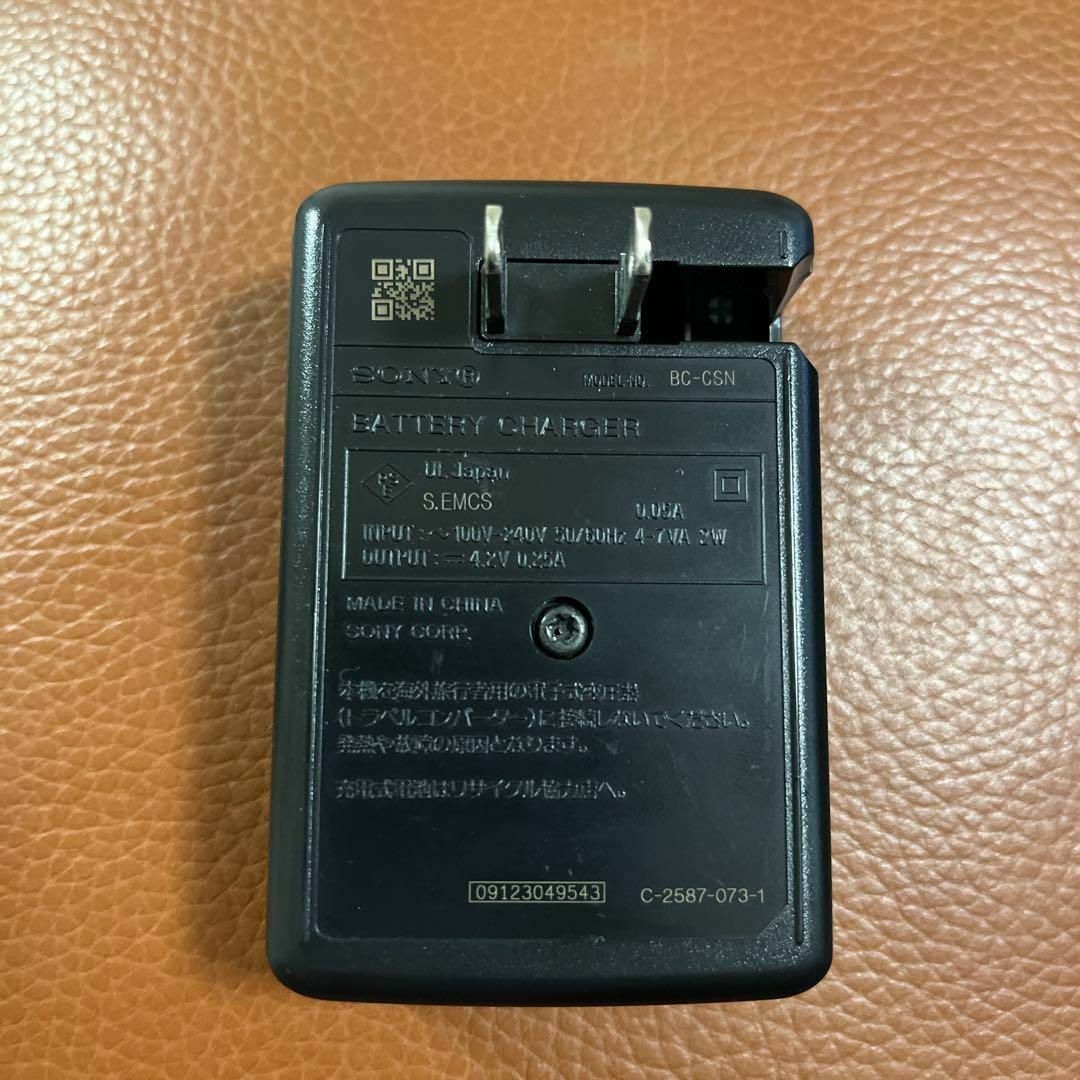 SONY®
MODEL NO. BC-CSN
BATTERY CHARGER
PSE
UL Japan
S.EMCS
0.05A
INPUT:~100V-240V 50/60Hz 4-7VA 2W
OUTPUT:⎓4.2V 0.25A
MADE IN CHINA
SONY CORP.
本機を海外旅行者用の電子式変圧器
(トラベルコンバーター)に接続しないでください。
発熱や故障の原因となります。
充電式電池はリサイクル協力店へ。
09123049543
C-2587-073-1